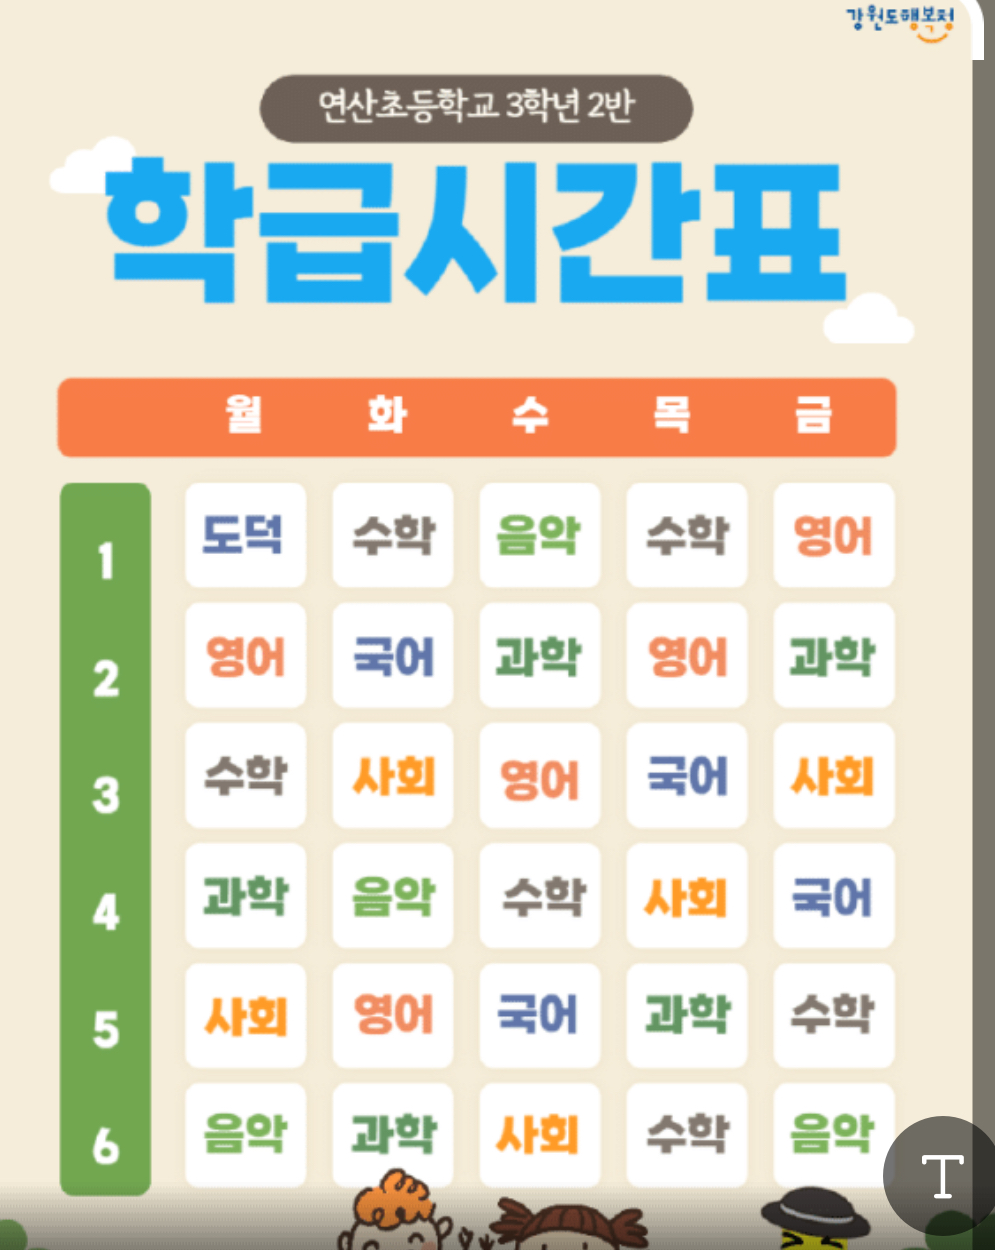 강원도행복청
연산초등학교 3학년 2반
학급시간표
월 화 수 목 금
1 도덕 수학 음악 수학 영어
2 영어 국어 과학 영어 과학
3 수학 사회 영어 국어 사회
4 과학 음악 수학 사회 국어
5 사회 영어 국어 과학 수학
6 음악 과학 사회 수학 음악
T